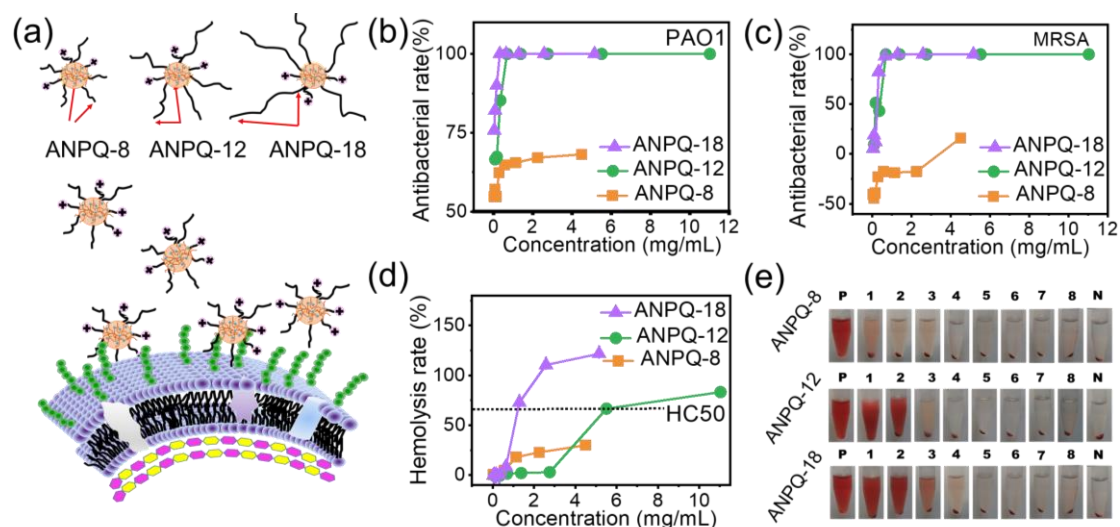 (a)
ANPQ-8 ANPQ-12 ANPQ-18
(b)
Antibacterial rate(%)
100
75
50
PAO1
ANPQ-18
ANPQ-12
ANPQ-8
0 2 4 6 8 10 12
Concentration (mg/mL)
(c)
Antibacterial rate(%)
100
50
0
-50
MRSA
ANPQ-18
ANPQ-12
ANPQ-8
0 2 4 6 8 10 12
Concentration (mg/mL)
(d)
Hemolysis rate (%)
150
100
50
0
ANPQ-18
ANPQ-12
ANPQ-8
HC50
0 2 4 6 8 10
Concentration (mg/mL)
(e)
P 1 2 3 4 5 6 7 8 N
ANPQ-8
P 1 2 3 4 5 6 7 8 N
ANPQ-12
P 1 2 3 4 5 6 7 8 N
ANPQ-18